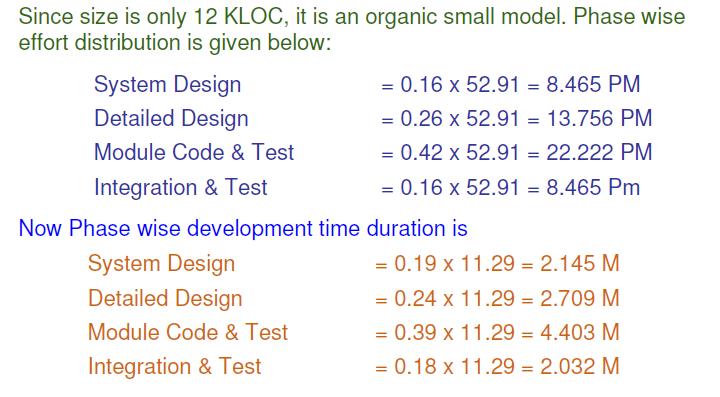 Since size is only 12 KLOC, it is an organic small model. Phase wise
effort distribution is given below:
System Design = 0.16 x 52.91 = 8.465 PM
Detailed Design = 0.26 x 52.91 = 13.756 PM
Module Code & Test = 0.42 x 52.91 = 22.222 PM
Integration & Test = 0.16 x 52.91 = 8.465 Pm
Now Phase wise development time duration is
System Design = 0.19 x 11.29 = 2.145 M
Detailed Design = 0.24 x 11.29 = 2.709 M
Module Code & Test = 0.39 x 11.29 = 4.403 M
Integration & Test = 0.18 x 11.29 = 2.032 M